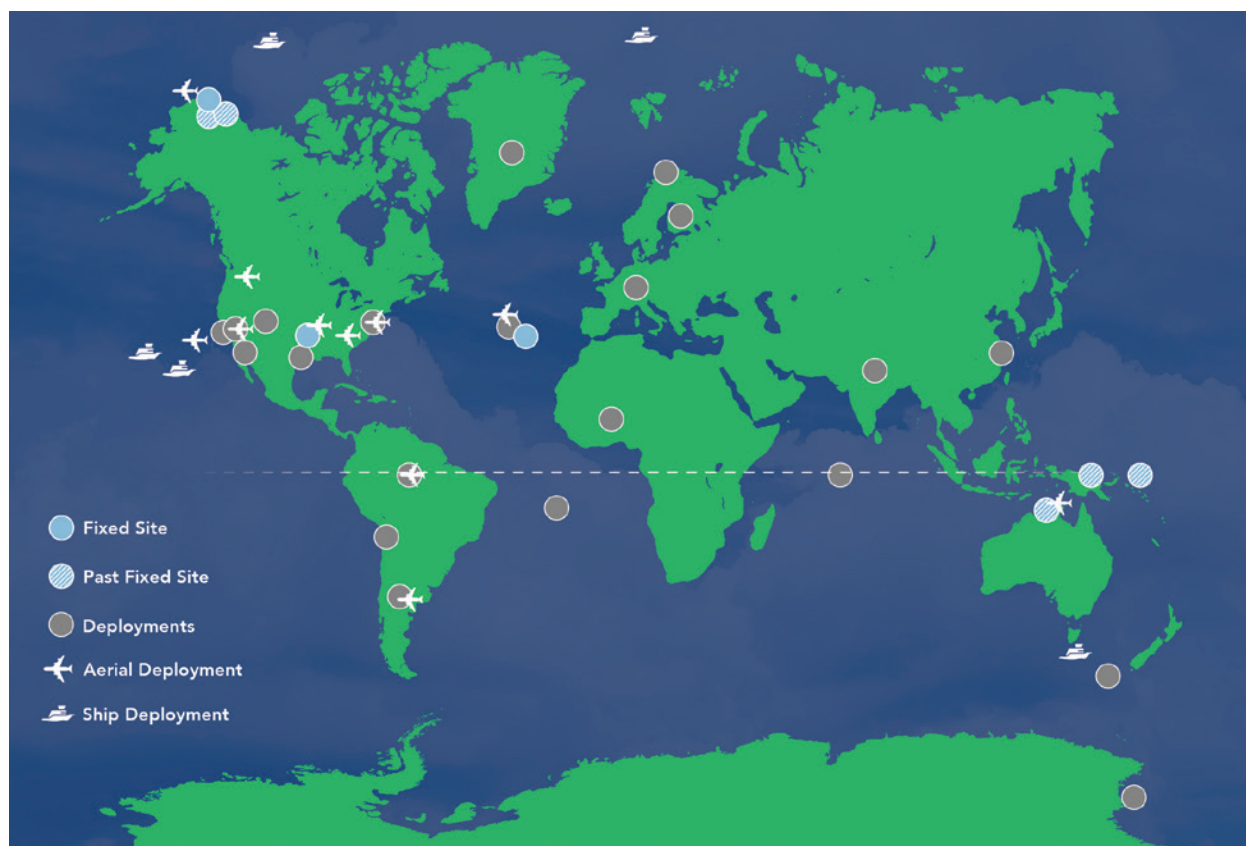 Fixed Site
Past Fixed Site
Deployments
Aerial Deployment
Ship Deployment